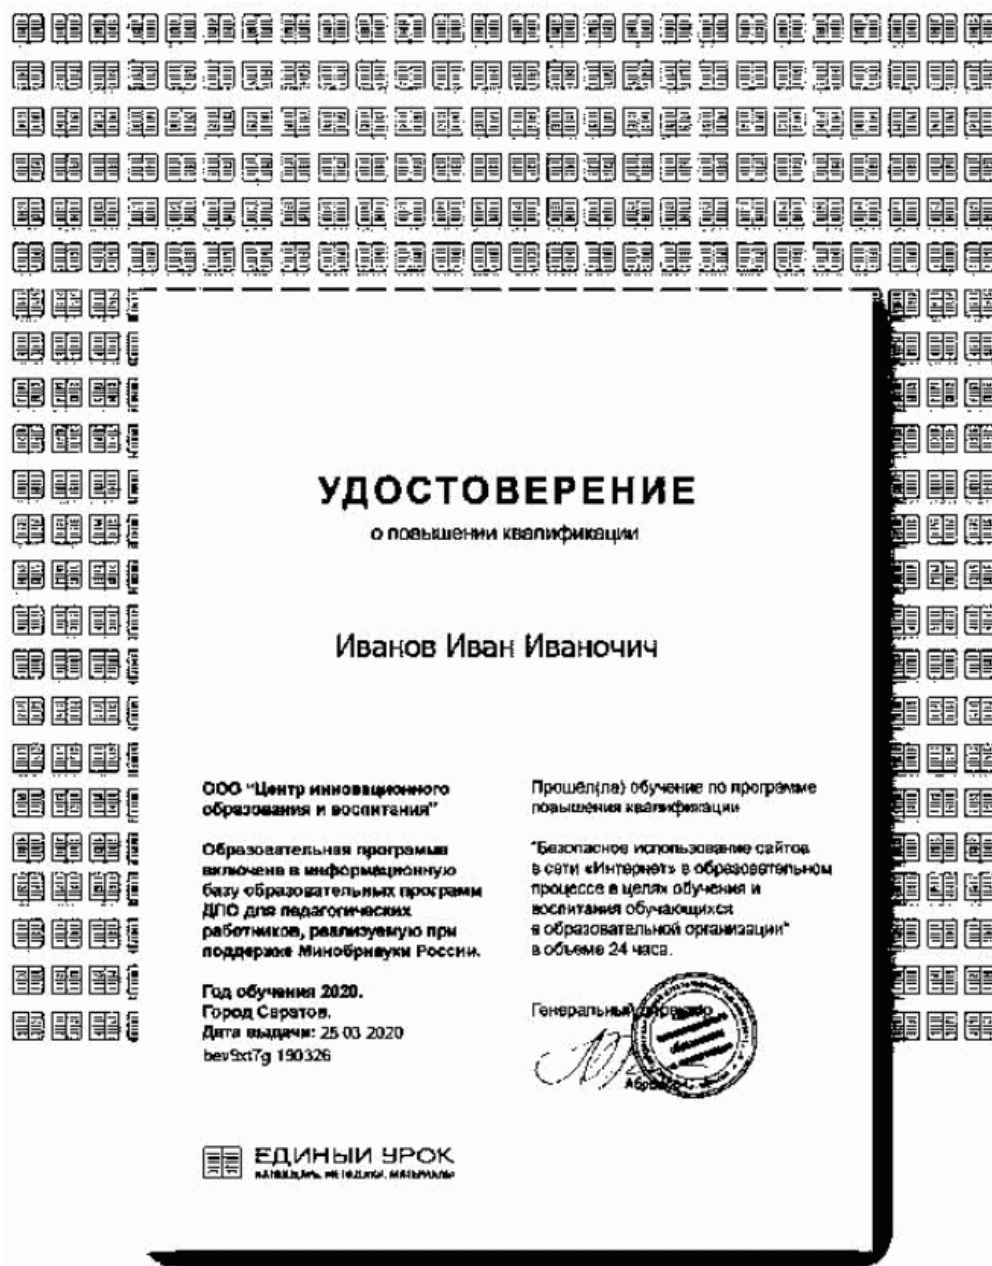 УДОСТОВЕРЕНИЕ
о повышении квалификации
Иванов Иван Иваночич
ООО "Центр инновационного
образования и воспитания"
Образовательная программа
включена в информационную
базу образовательных программ
ДПО для педагогических
работников, реализуемую при
поддержке Минобрнауки России.
Год обучения 2020.
Город Саратов.
Дата выдачи: 25 03 2020
bev9xt7g 190326
Прошёл(ла) обучение по программе
повышения квалификации
"Безопасное использование сайтов
в сети «Интернет» в образовательном
процессе в целях обучения и
воспитания обучающихся
в образовательной организации"
в объеме 24 часа.
Генеральный
ЕДИНЫЙ УРОК